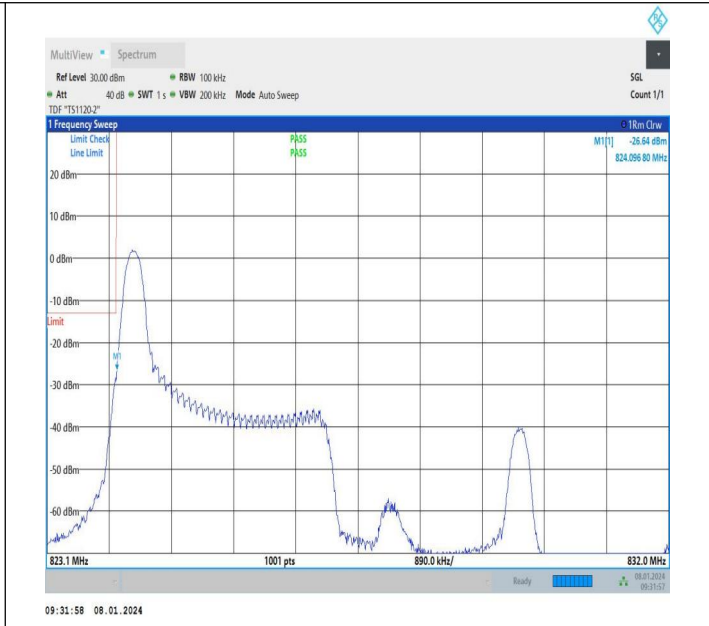 MultiView Spectrum
Ref Level 30.00 dBm RBW 100 kHz SGL
Att 40 dB SWT 1 s VBW 200 kHz Mode Auto Sweep Count 1/1
TDF "TS1120-2"
1 Frequency Sweep 1Rm Clrw
Limit Check PASS M1[1] -26.64 dBm
Line Limit PASS 824.096 80 MHz
20 dBm
10 dBm
0 dBm
-10 dBm
Limit
-20 dBm
M1
-30 dBm
-40 dBm
-50 dBm
-60 dBm
823.1 MHz 1001 pts 890.0 kHz/ 832.0 MHz
Ready 08.01.2024
09:31:57
09:31:58 08.01.2024